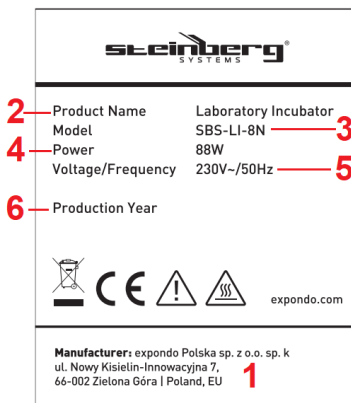 steinberg®
SYSTEMS
2 Product Name Laboratory Incubator
Model SBS-LI-8N 3
4 Power 88W
Voltage/Frequency 230V~/50Hz 5
6 Production Year
CE
expondo.com
Manufacturer: expondo Polska sp. z o.o. sp. k
ul. Nowy Kisielin-Innowacyjna 7,
66-002 Zielona Góra | Poland, EU 1